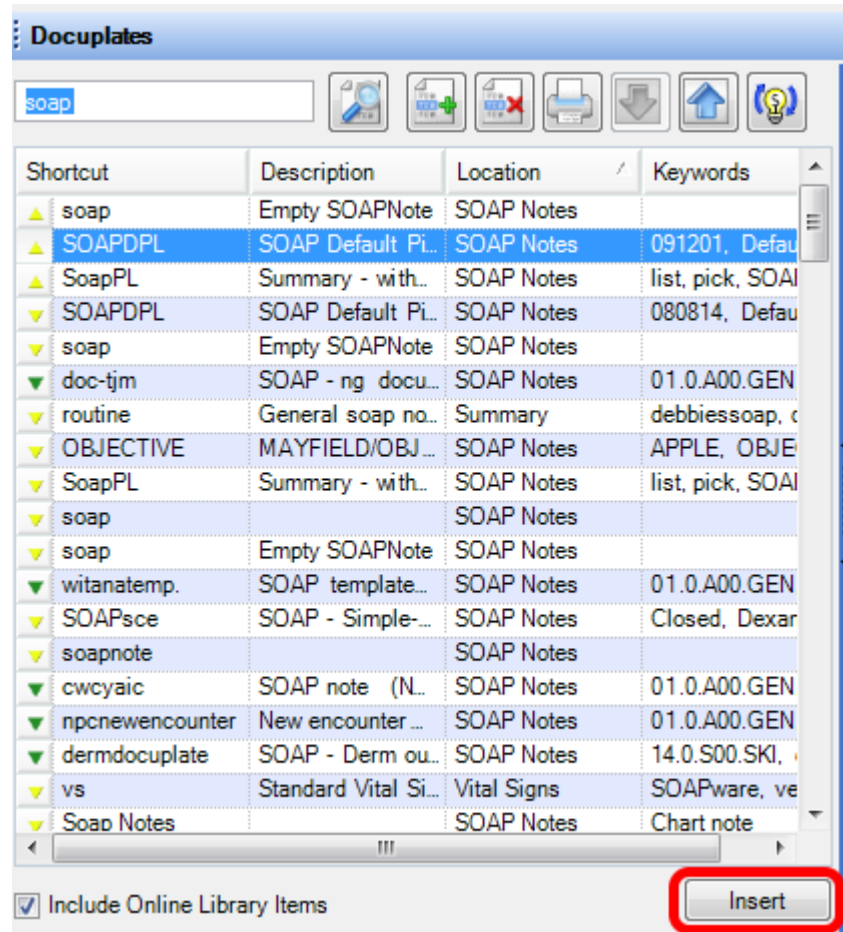 Docuplates
soap
Shortcut Description Location Keywords
soap Empty SOAPNote SOAP Notes
SOAPDPL SOAP Default Pi... SOAP Notes 091201, Defau
SoapPL Summary - with... SOAP Notes list, pick, SOAI
SOAPDPL SOAP Default Pi... SOAP Notes 080814, Defau
soap Empty SOAPNote SOAP Notes
doc-tjm SOAP - ng docu... SOAP Notes 01.0.A00.GEN
routine General soap no... Summary debbiessoap, c
OBJECTIVE MAYFIELD/OBJ... SOAP Notes APPLE, OBJE
SoapPL Summary - with... SOAP Notes list, pick, SOAI
soap SOAP Notes
soap Empty SOAPNote SOAP Notes
witanatemp. SOAP template... SOAP Notes 01.0.A00.GEN
SOAPsce SOAP - Simple-... SOAP Notes Closed, Dexar
soapnote SOAP Notes
cwcyaic SOAP note (N... SOAP Notes 01.0.A00.GEN
npcnewencounter New encounter ... SOAP Notes 01.0.A00.GEN
dermdocuplate SOAP - Derm ou... SOAP Notes 14.0.S00.SKI,
vs Standard Vital Si... Vital Signs SOAPware, ve
Soap Notes SOAP Notes Chart note
Include Online Library Items Insert